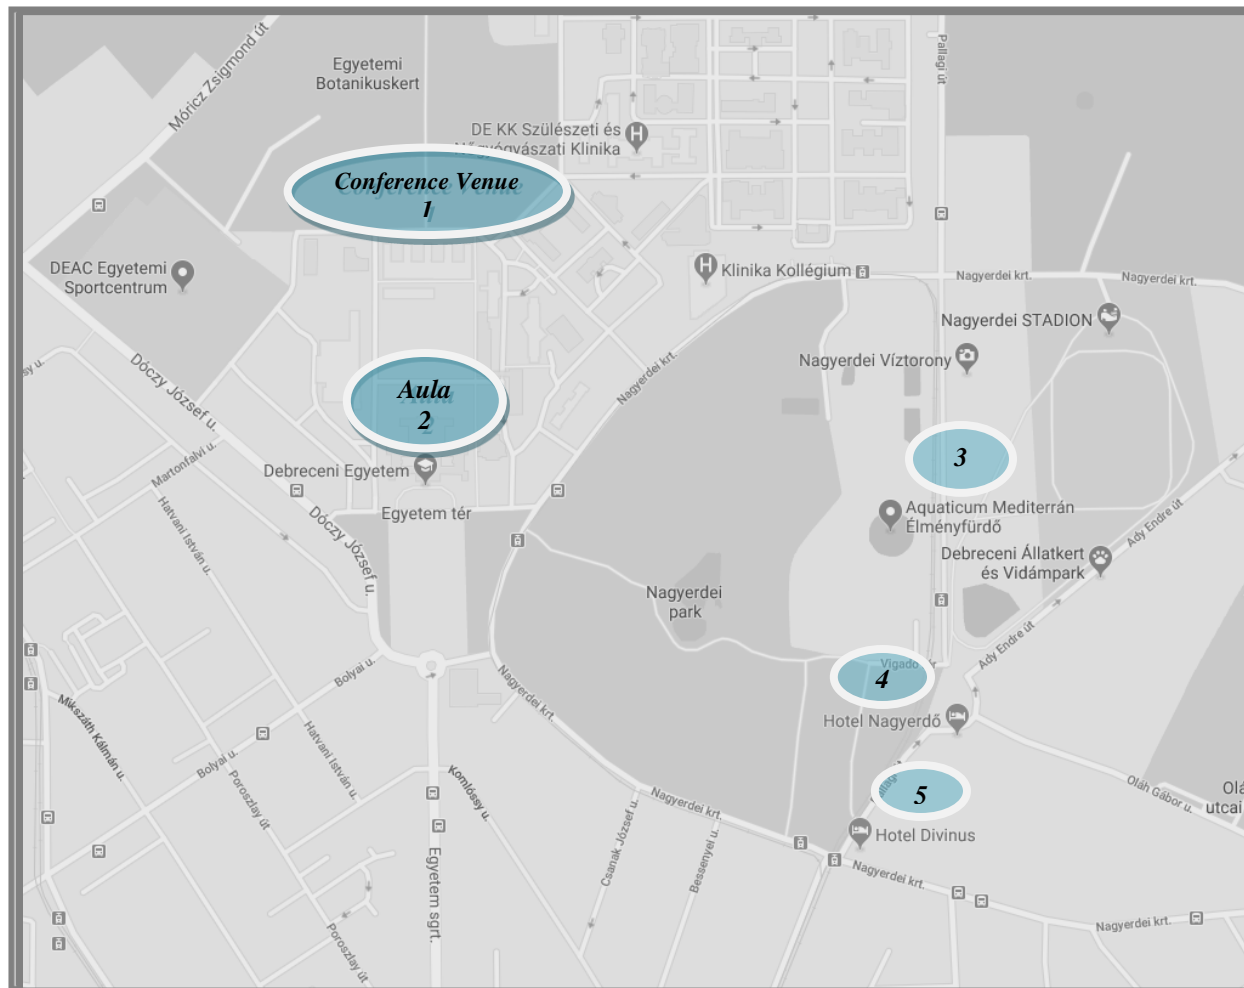 Móricz Zsigmond út
Egyetemi
Botanikuskert
Pallagi út
DE KK Szülészeti és
Nőgyógyászati Klinika
Conference Venue
1
DEAC Egyetemi
Sportcentrum
Klinika Kollégium
Nagyerdei krt.
Nagyerdei krt.
Nagyerdei STADION
Nagyerdei Víztorony
Nagyerdei krt.
Dóczy József u.
Aula
2
Martonfalvi u.
Debreceni Egyetem
3
Hatvani István u.
Egyetem tér
Dóczy József u.
Aquaticum Mediterrán
Élményfürdő
Ady Endre út
Debreceni Állatkert
és Vidámpark
Nagyerdei
park
Ady Endre út
Bolyai u.
4
Nagyerdei krt.
Mikszáth Kálmán u.
Hotel Nagyerdő
Hatvani István u.
Bolyai u.
Poroszlay út
Komlóssy u.
5
Oláh Gábor u.
utcai
Nagyerdei krt.
Csanak József u.
Bessenyei u.
Hotel Divinus
Egyetem sgrt.
Nagyerdei krt.
Nagyerdei krt.
Poroszlay út